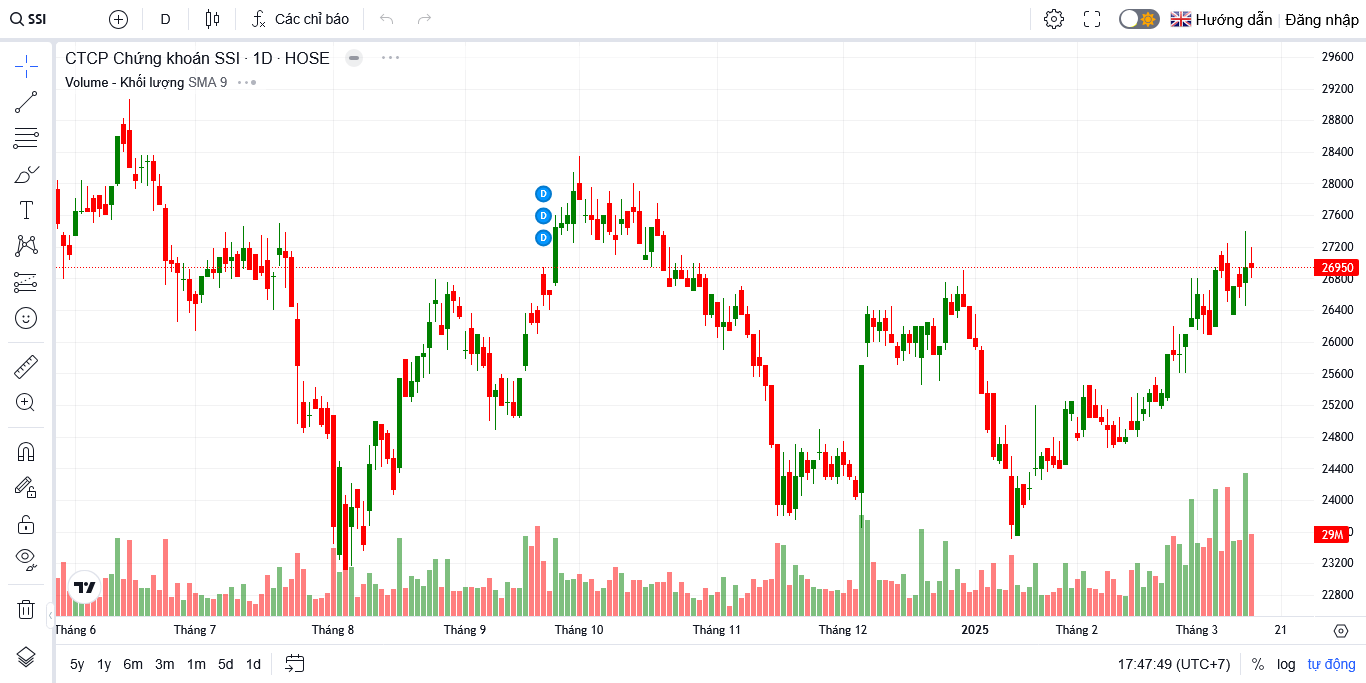 SSI D Các chỉ báo Hướng dẫn Đăng nhập
CTCP Chứng khoán SSI · 1D · HOSE
Volume - Khối lượng SMA 9
D
D
D
29600
29200
28800
28400
28000
27600
27200
26950
26800
26400
26000
25600
25200
24800
24400
24000
29M
23200
22800
Tháng 6 Tháng 7 Tháng 8 Tháng 9 Tháng 10 Tháng 11 Tháng 12 2025 Tháng 2 Tháng 3 21
5y 1y 6m 3m 1m 5d 1d 17:47:49 (UTC+7) % log tự động